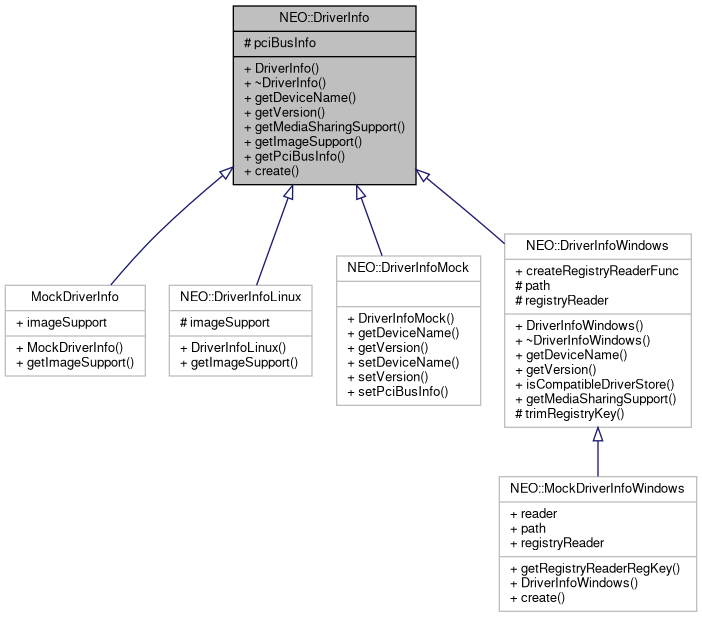 NEO::DriverInfo
# pciBusInfo
+ DriverInfo()
+ ~DriverInfo()
+ getDeviceName()
+ getVersion()
+ getMediaSharingSupport()
+ getImageSupport()
+ getPciBusInfo()
+ create()
MockDriverInfo
+ imageSupport
+ MockDriverInfo()
+ getImageSupport()
NEO::DriverInfoLinux
# imageSupport
+ DriverInfoLinux()
+ getImageSupport()
NEO::DriverInfoMock
+ DriverInfoMock()
+ getDeviceName()
+ getVersion()
+ setDeviceName()
+ setVersion()
+ setPciBusInfo()
NEO::DriverInfoWindows
+ createRegistryReaderFunc
# path
# registryReader
+ DriverInfoWindows()
+ ~DriverInfoWindows()
+ getDeviceName()
+ getVersion()
+ isCompatibleDriverStore()
+ getMediaSharingSupport()
# trimRegistryKey()
NEO::MockDriverInfoWindows
+ reader
+ path
+ registryReader
+ getRegistryReaderRegKey()
+ DriverInfoWindows()
+ create()